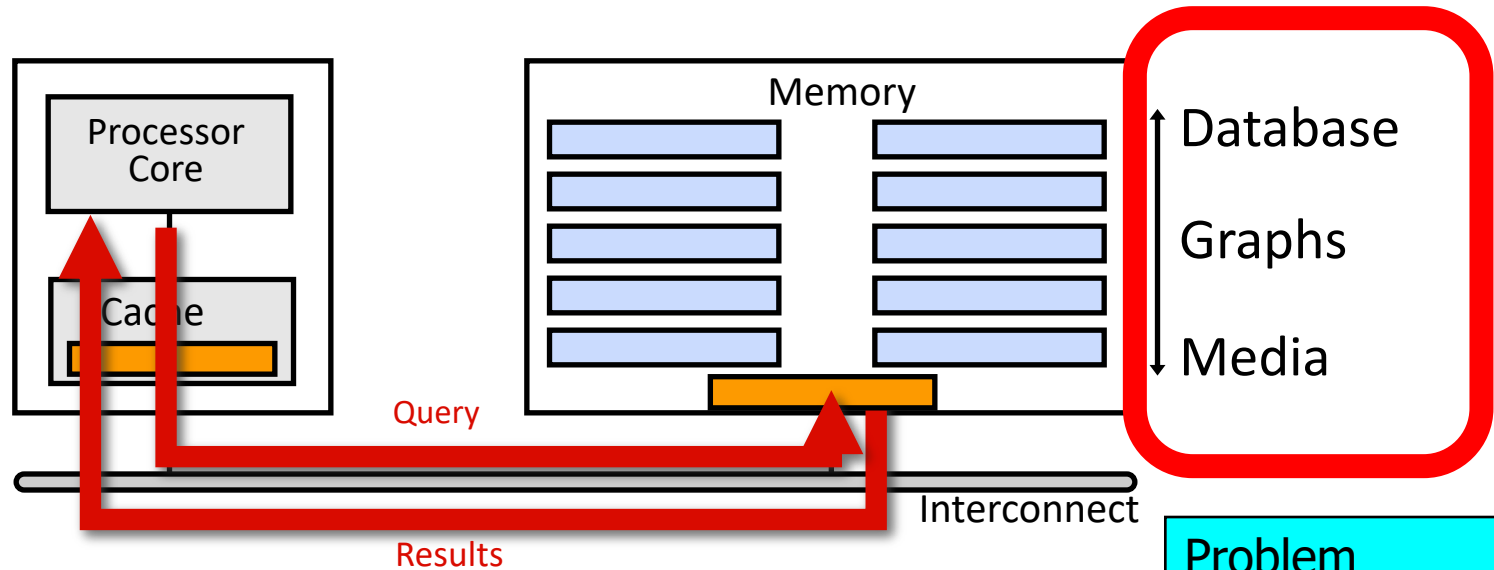 Processor
Core
Cache
Memory
Database
Graphs
Media
Query
Interconnect
Results
Problem